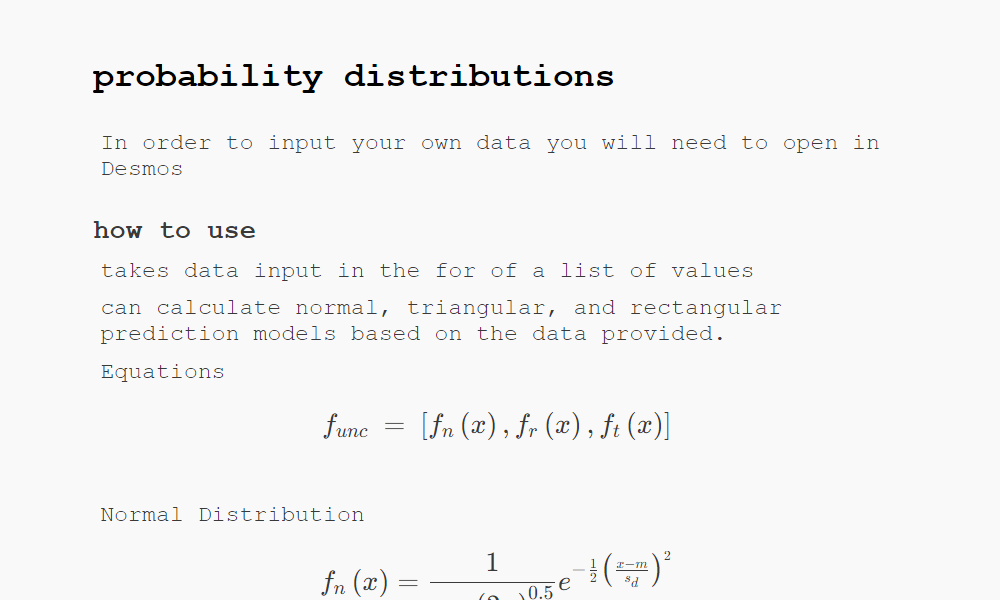 probability distributions
In order to input your own data you will need to open in
Desmos
how to use
takes data input in the for of a list of values
can calculate normal, triangular, and rectangular
prediction models based on the data provided.
Equations
f_{unc} = [f_n(x), f_r(x), f_t(x)]
Normal Distribution
f_n(x) = \frac{1}{(2)^{0.5}} e^{-\frac{1}{2}\left(\frac{x-m}{s_d}\right)^2}